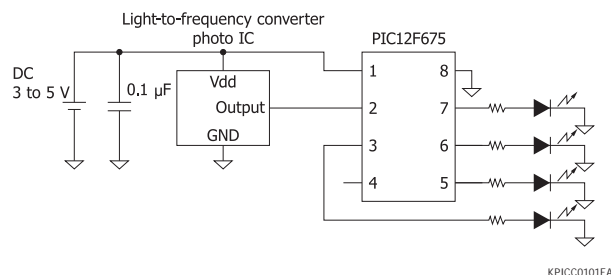 Light-to-frequency converter
photo IC
PIC12F675
DC
3 to 5 V
0.1 µF
Vdd
Output
GND
1
2
3
4
8
7
6
5
KPICC0101EA